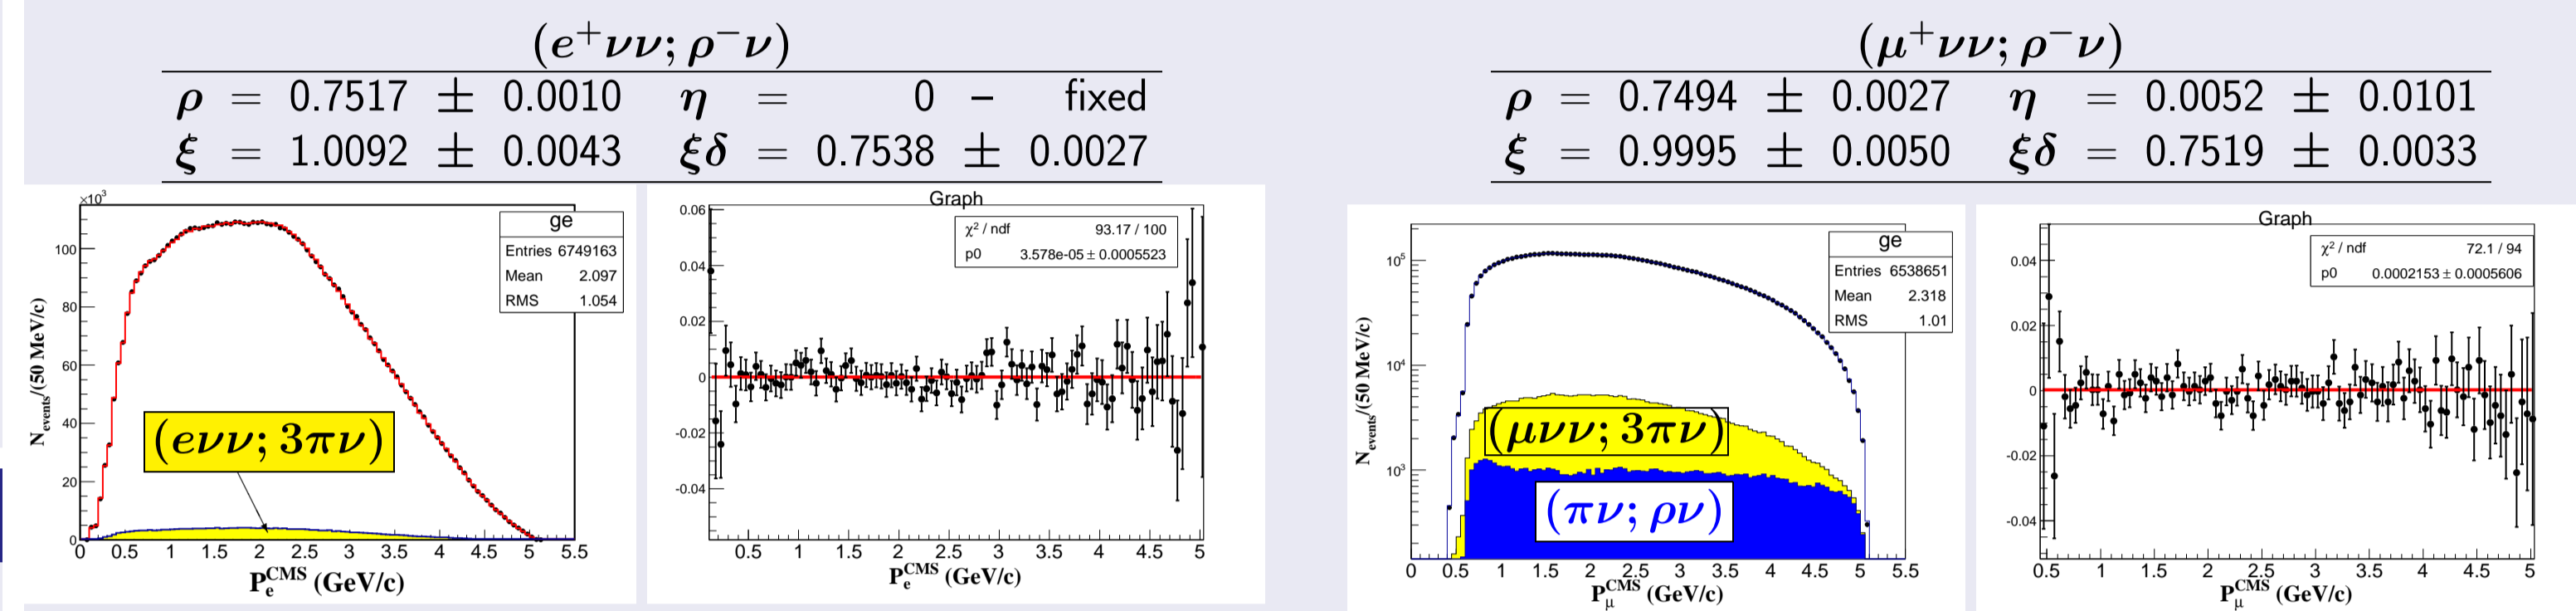 (e⁺νν; ρ⁻ν)
ρ = 0.7517 ± 0.0010 η = 0 – fixed
ξ = 1.0092 ± 0.0043 ξδ = 0.7538 ± 0.0027
×10³
ge
Entries 6749163
Mean 2.097
RMS 1.054
100
80
60
40
20
0
N_events/(50 MeV/c)
(eνν; 3πν)
0 0.5 1 1.5 2 2.5 3 3.5 4 4.5 5 5.5
P_e^CMS (GeV/c)
Graph
χ² / ndf 93.17 / 100
p0 3.578e-05 ± 0.0005523
0.06
0.04
0.02
0
-0.02
-0.04
0.5 1 1.5 2 2.5 3 3.5 4 4.5 5
P_e^CMS (GeV/c)
(μ⁺νν; ρ⁻ν)
ρ = 0.7494 ± 0.0027 η = 0.0052 ± 0.0101
ξ = 0.9995 ± 0.0050 ξδ = 0.7519 ± 0.0033
ge
Entries 6538651
Mean 2.318
RMS 1.01
10⁵
10⁴
10³
N_events/(50 MeV/c)
(μνν; 3πν)
(πν; ρν)
0 0.5 1 1.5 2 2.5 3 3.5 4 4.5 5 5.5
P_μ^CMS (GeV/c)
Graph
χ² / ndf 72.1 / 94
p0 0.0002153 ± 0.0005606
0.04
0.02
0
-0.02
-0.04
0.5 1 1.5 2 2.5 3 3.5 4 4.5 5
P_μ^CMS (GeV/c)